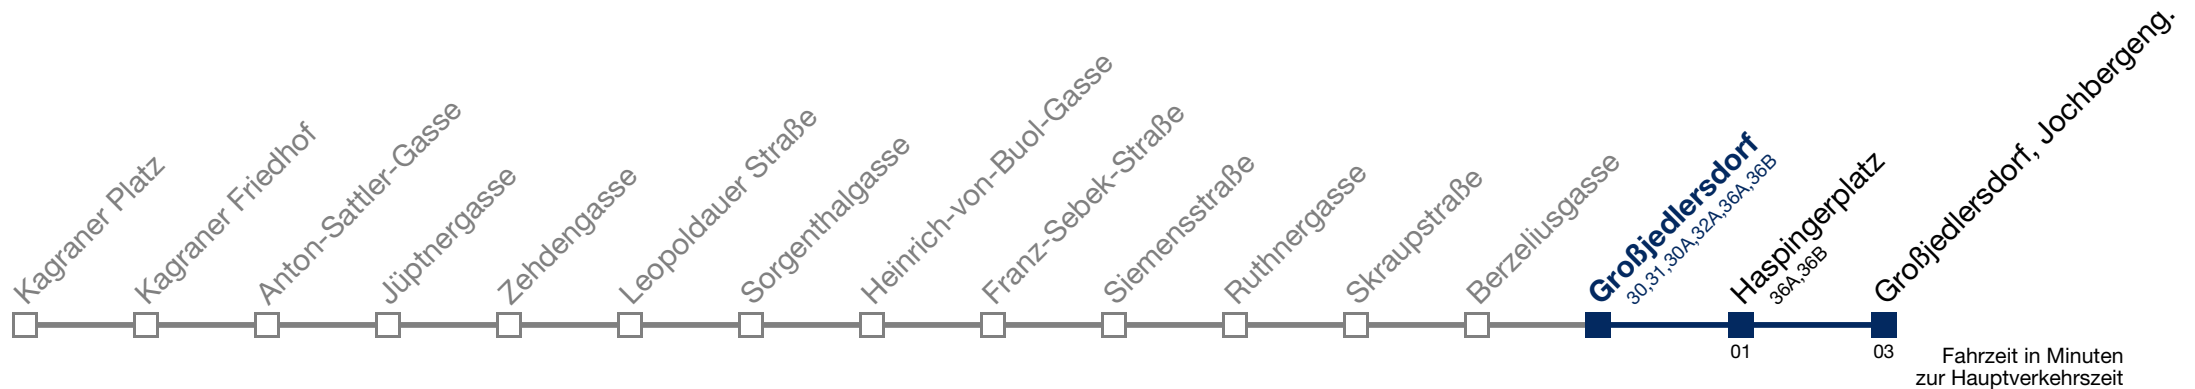 Kagraner Platz
Kagraner Friedhof
Anton-Sattler-Gasse
Jüptnergasse
Zehdengasse
Leopoldauer Straße
Sorgenthalgasse
Heinrich-von-Buol-Gasse
Franz-Sebek-Straße
Siemensstraße
Ruthnergasse
Skraupstraße
Berzeliusgasse
Großjedlersdorf
30,31,30A,32A,36A,36B
Haspingerplatz
36A,36B
Großjedlersdorf, Jochbergeng.
01
03
Fahrzeit in Minuten
zur Hauptverkehrszeit